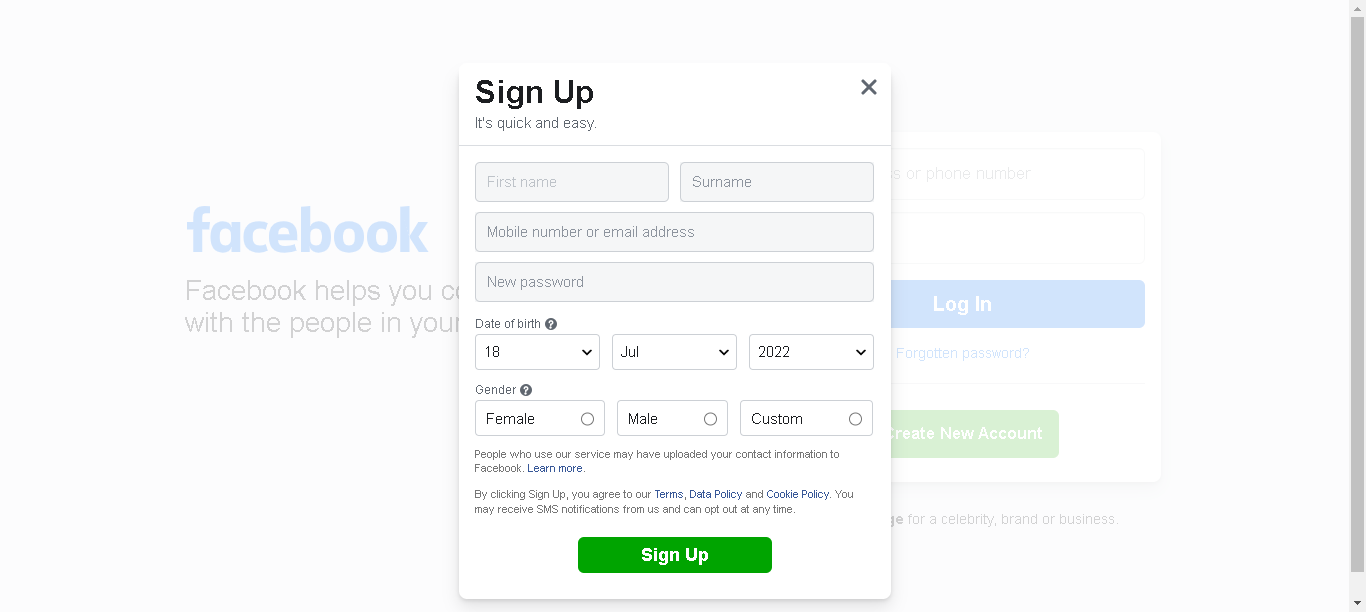 Sign Up
It's quick and easy.
First name
Surname
Mobile number or email address
New password
Date of birth ?
18
Jul
2022
Gender ?
Female
Male
Custom
People who use our service may have uploaded your contact information to
Facebook. Learn more.
By clicking Sign Up, you agree to our Terms, Data Policy and Cookie Policy. You
may receive SMS notifications from us and can opt out at any time.
Sign Up
facebook
Facebook helps you
with the people in your
or phone number
Log In
Forgotten password?
Create New Account
for a celebrity, brand or business.